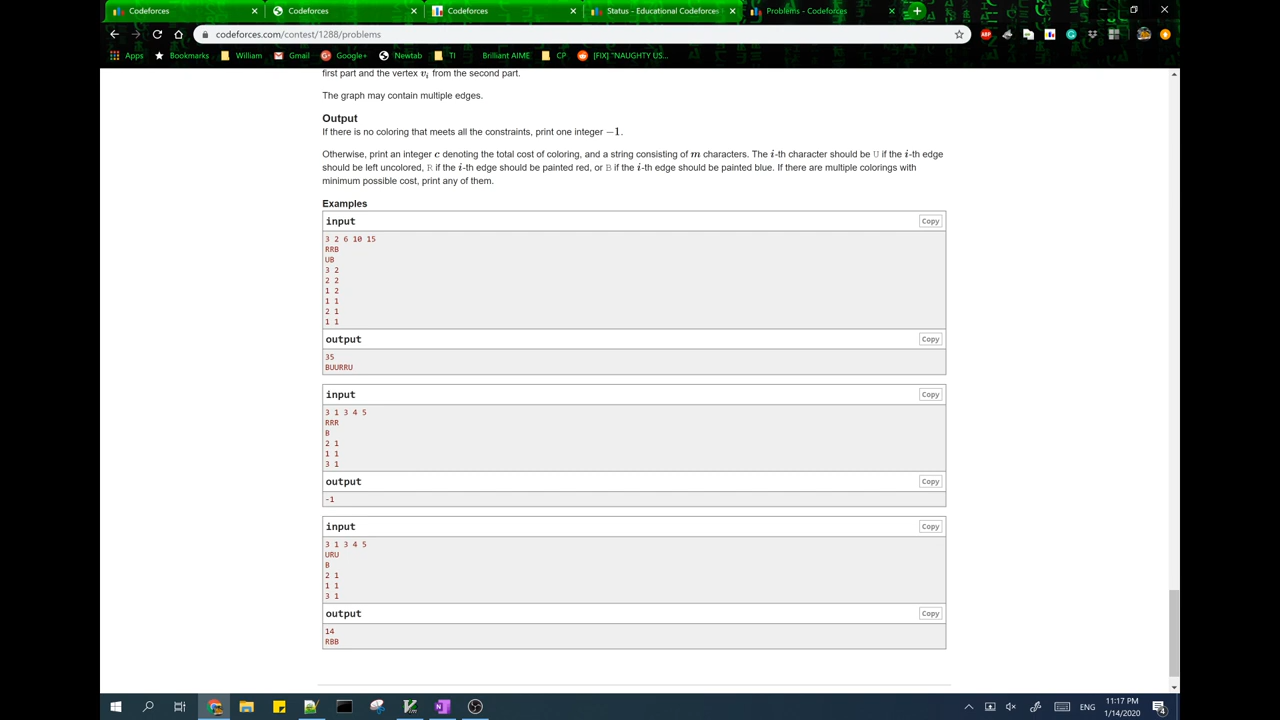 Codeforces
Codeforces
Codeforces
Status - Educational Codeforces
Problems - Codeforces
codeforces.com/contest/1288/problems
Apps
Bookmarks
William
Gmail
Google+
Newtab
TI
Brilliant AIME
CP
[FIX] "NAUGHTY US...
first part and the vertex vi from the second part.
The graph may contain multiple edges.
Output
If there is no coloring that meets all the constraints, print one integer −1.
Otherwise, print an integer c denoting the total cost of coloring, and a string consisting of m characters. The i-th character should be U if the i-th edge
should be left uncolored, R if the i-th edge should be painted red, or B if the i-th edge should be painted blue. If there are multiple colorings with
minimum possible cost, print any of them.
Examples
input
Copy
3 2 6 10 15
RRB
UB
3 2
2 2
1 2
1 1
2 1
1 1
output
Copy
35
BUURRU
input
Copy
3 1 3 4 5
RRR
B
2 1
1 1
3 1
output
Copy
-1
input
Copy
3 1 3 4 5
URU
B
2 1
1 1
3 1
output
Copy
14
RBB
ENG
11:17 PM
1/14/2020